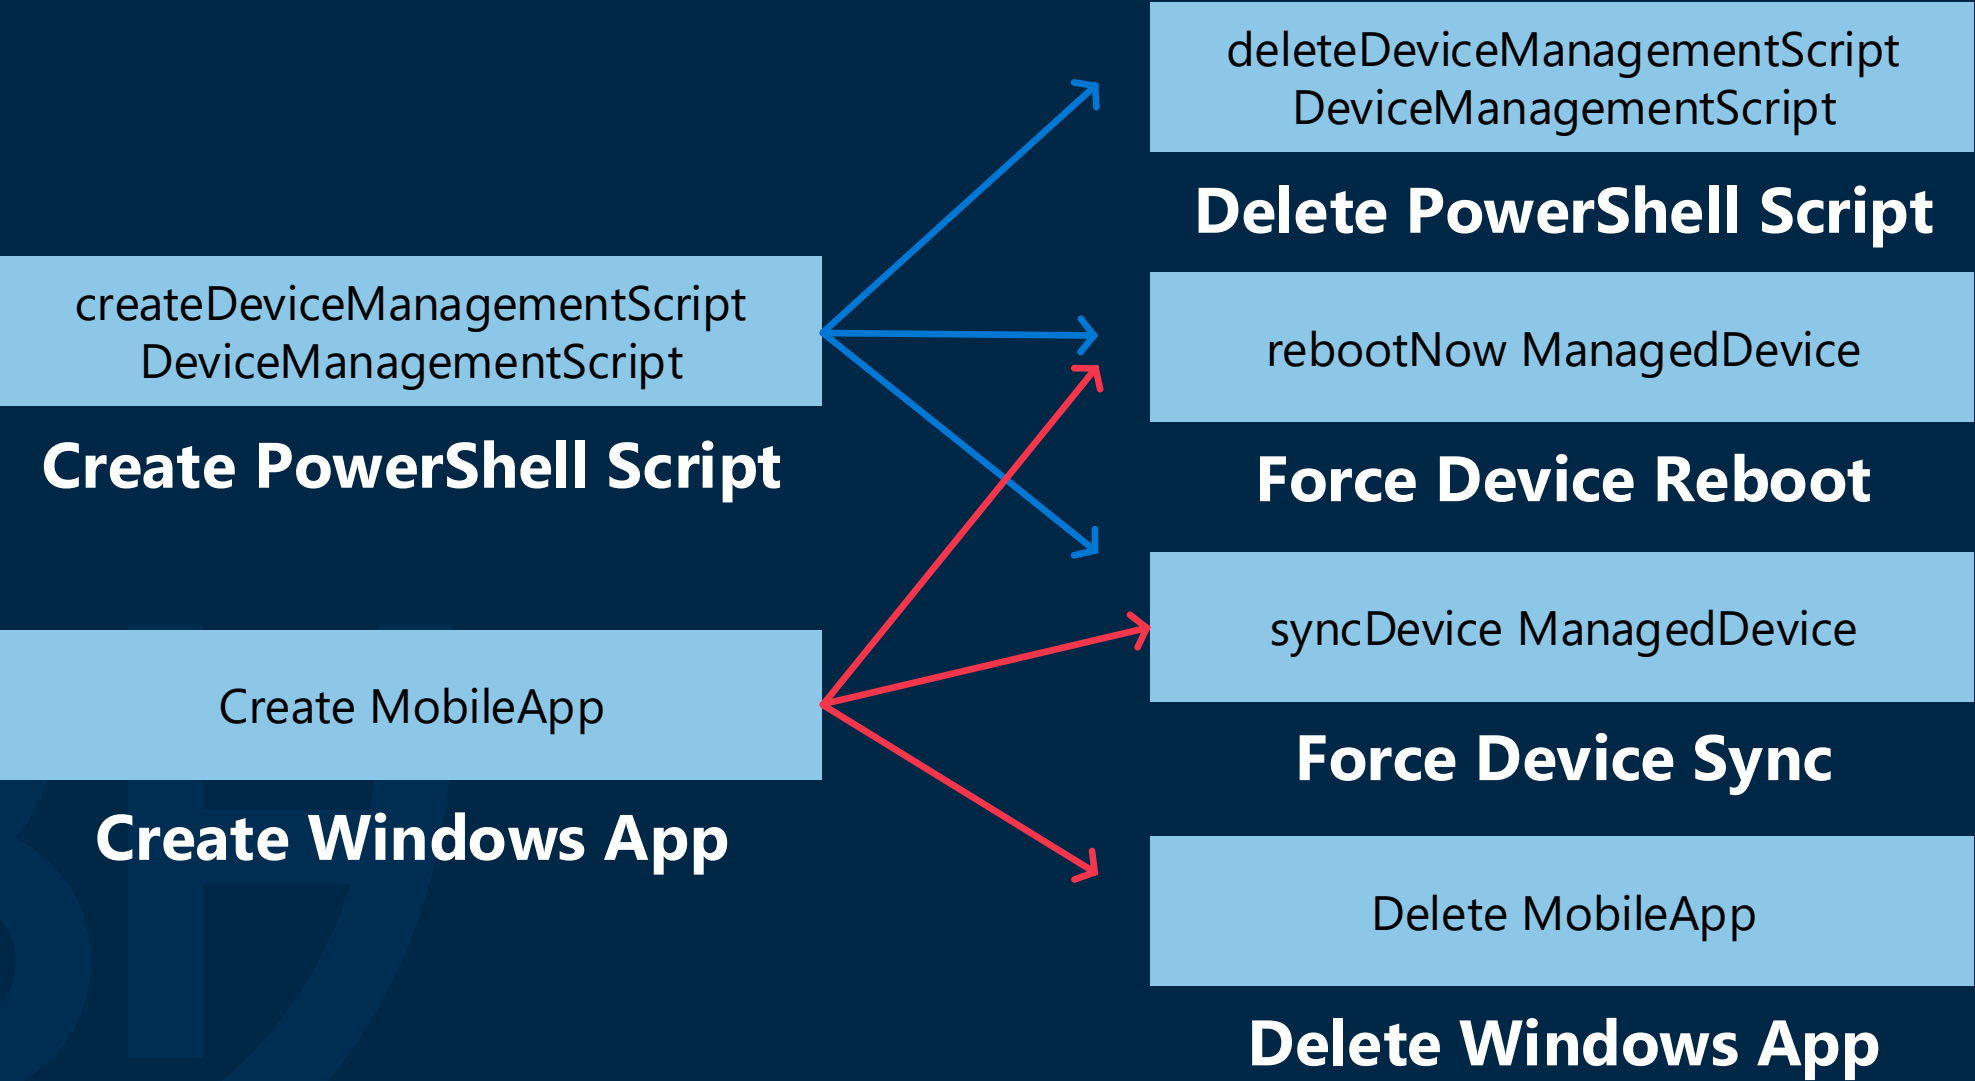 createDeviceManagementScript
DeviceManagementScript
Create PowerShell Script
Create MobileApp
Create Windows App
deleteDeviceManagementScript
DeviceManagementScript
Delete PowerShell Script
rebootNow ManagedDevice
Force Device Reboot
syncDevice ManagedDevice
Force Device Sync
Delete MobileApp
Delete Windows App